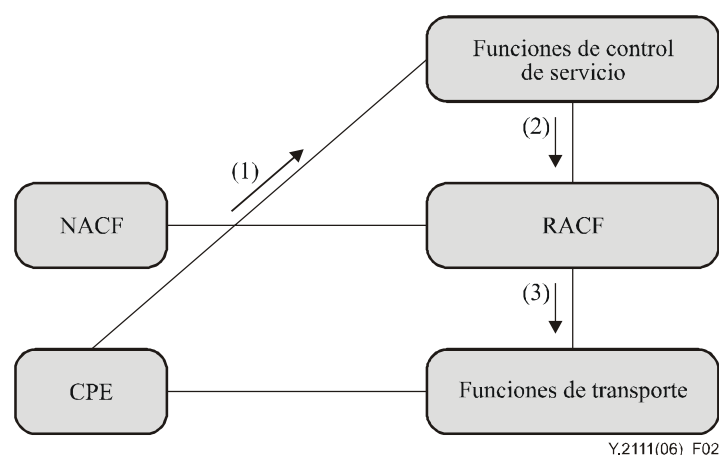 Funciones de control
de servicio
(2)
(1)
NACF
RACF
(3)
CPE
Funciones de transporte
Y.2111(06)_F02